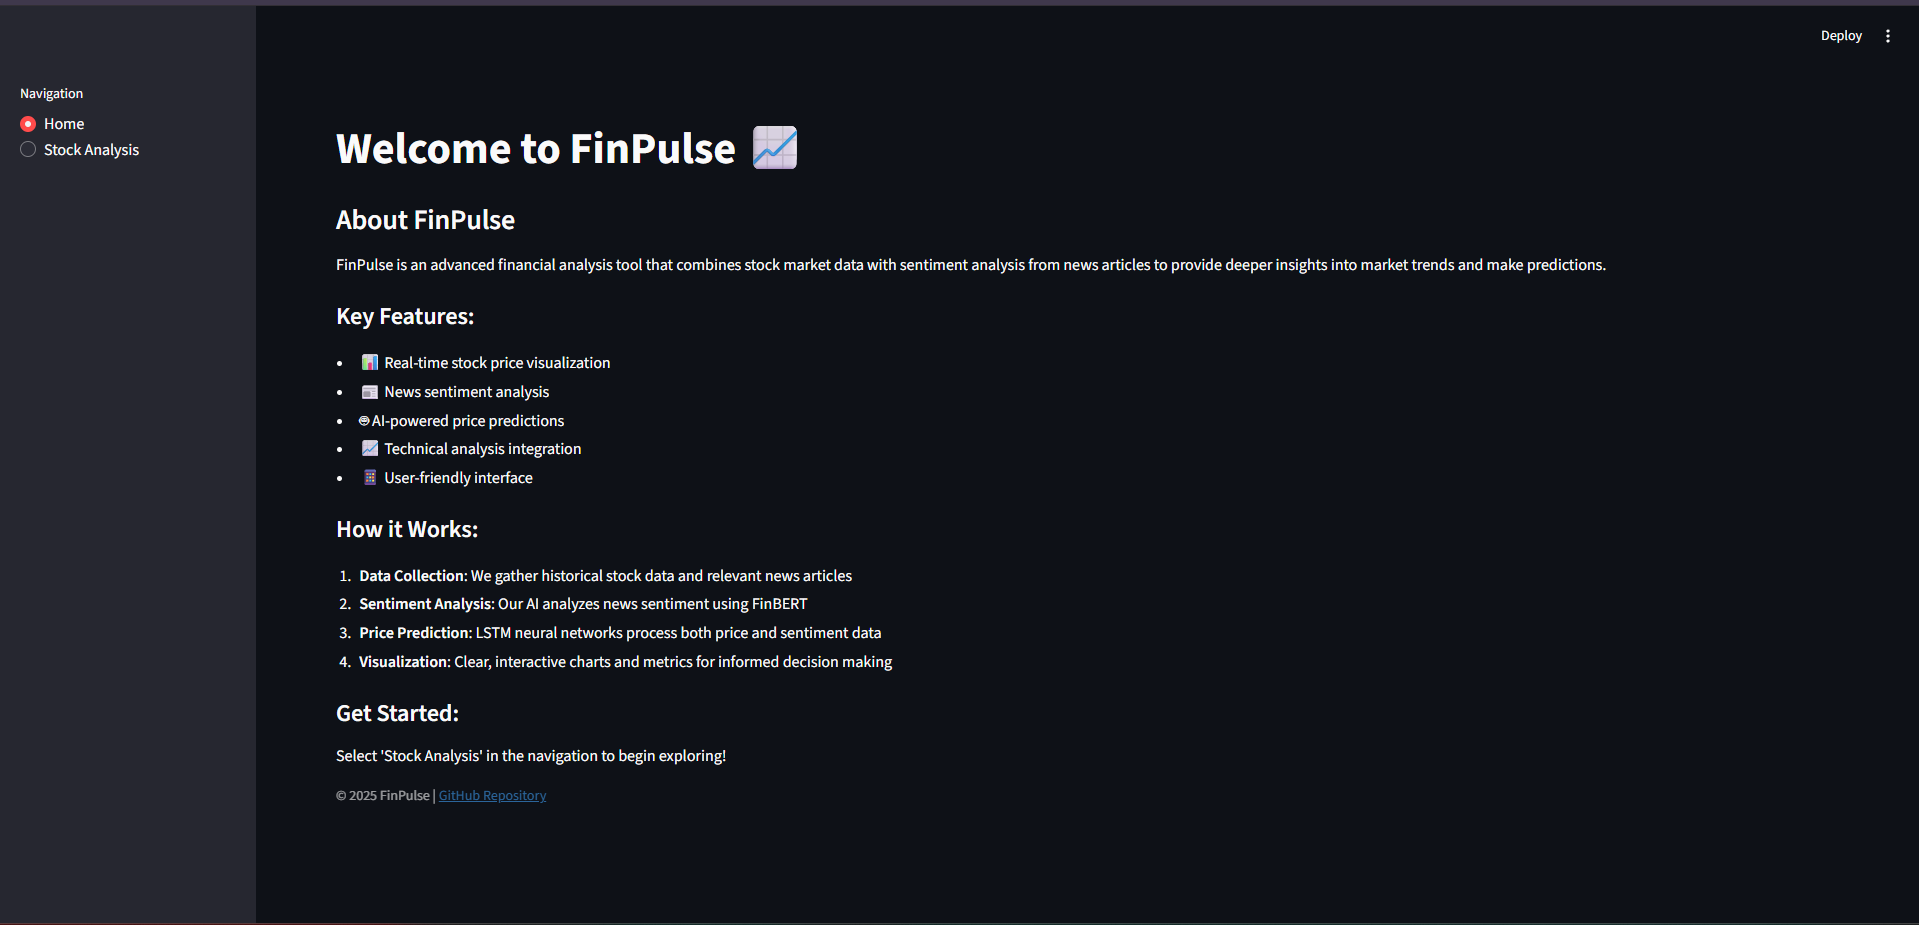 Deploy
Navigation
Home
Stock Analysis
Welcome to FinPulse 📈
About FinPulse
FinPulse is an advanced financial analysis tool that combines stock market data with sentiment analysis from news articles to provide deeper insights into market trends and make predictions.
Key Features:
• 📊 Real-time stock price visualization
• 📰 News sentiment analysis
• 🤖 AI-powered price predictions
• 📈 Technical analysis integration
• 📱 User-friendly interface
How it Works:
1. Data Collection: We gather historical stock data and relevant news articles
2. Sentiment Analysis: Our AI analyzes news sentiment using FinBERT
3. Price Prediction: LSTM neural networks process both price and sentiment data
4. Visualization: Clear, interactive charts and metrics for informed decision making
Get Started:
Select 'Stock Analysis' in the navigation to begin exploring!
© 2025 FinPulse | GitHub Repository